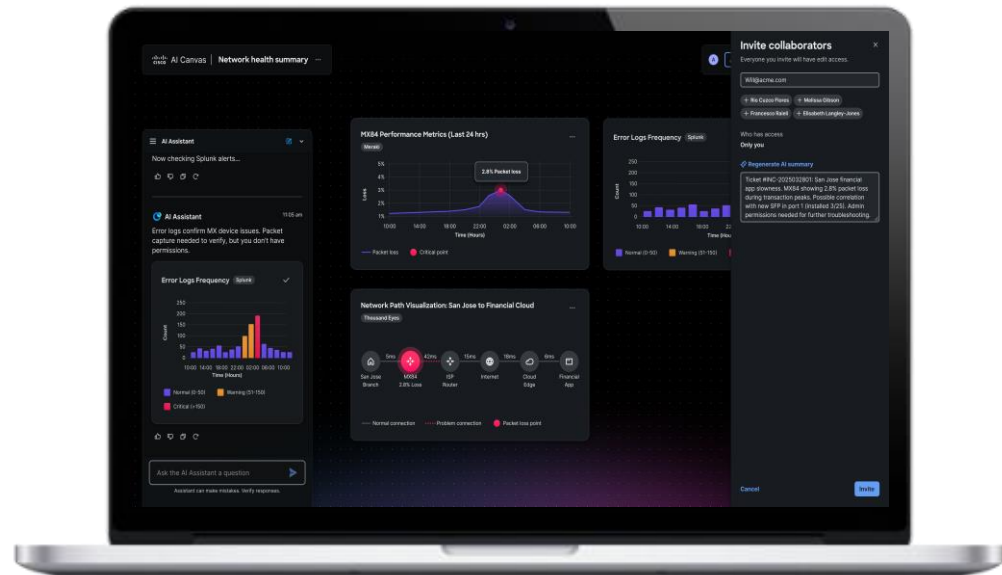 CISCO AI Canvas | Network health summary
A
Invite collaborators
Everyone you invite will have edit access.
Will@acme.com
+ Rio Cuzco Flores + Melissa Gibson
+ Francesco Raiell + Elisabeth Langley-Jones
Who has access
Only you
Regenerate AI summary
Ticket #INC-2025032801: San Jose financial
app slowness. MX84 showing 2.8% packet loss
during transaction peaks. Possible correlation
with new SFP in port 1 (installed 3/25). Admin
permissions needed for further troubleshooting.
Cancel
Invite
AI Assistant
Now checking Splunk alerts...
AI Assistant 11:05 am
Error logs confirm MX device issues. Packet
capture needed to verify, but you don't have
permissions.
Error Logs Frequency Splunk
250
200
150
100
50
0
Count
10:00 14:00 18:00 22:00 02:00 06:00 10:00
Time (Hours)
Normal (0-50) Warning (51-150)
Critical (>150)
Ask the AI Assistant a question
Assistant can make mistakes. Verify responses.
MX84 Performance Metrics (Last 24 hrs)
Meraki
5%
4%
3%
2%
1%
Loss
2.8% Packet loss
10:00 14:00 18:00 22:00 02:00 06:00 10:00
Time (Hours)
Packet loss Critical point
Error Logs Frequency Splunk
250
200
150
100
50
0
Count
10:00 14:00 18:00
Time (Hours)
Normal (0-50) Warning (51-150)
Network Path Visualization: San Jose to Financial Cloud
Thousand Eyes
5ms 42ms 15ms 18ms 6ms
San Jose
Branch
MX84
2.8% Loss
ISP
Router
Internet
Cloud
Edge
Financial
App
Normal connection Problem connection Packet loss point